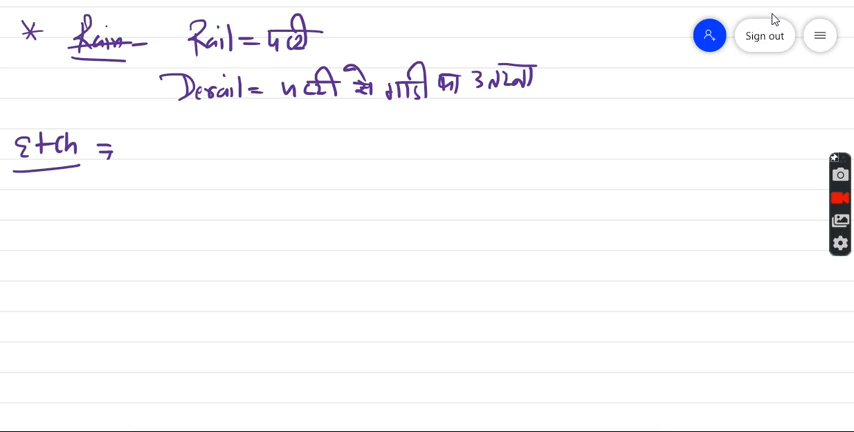 * Rain - Rail = पटरी
Sign out
Derail = पटरी से गाड़ी का उतरना
Etch =